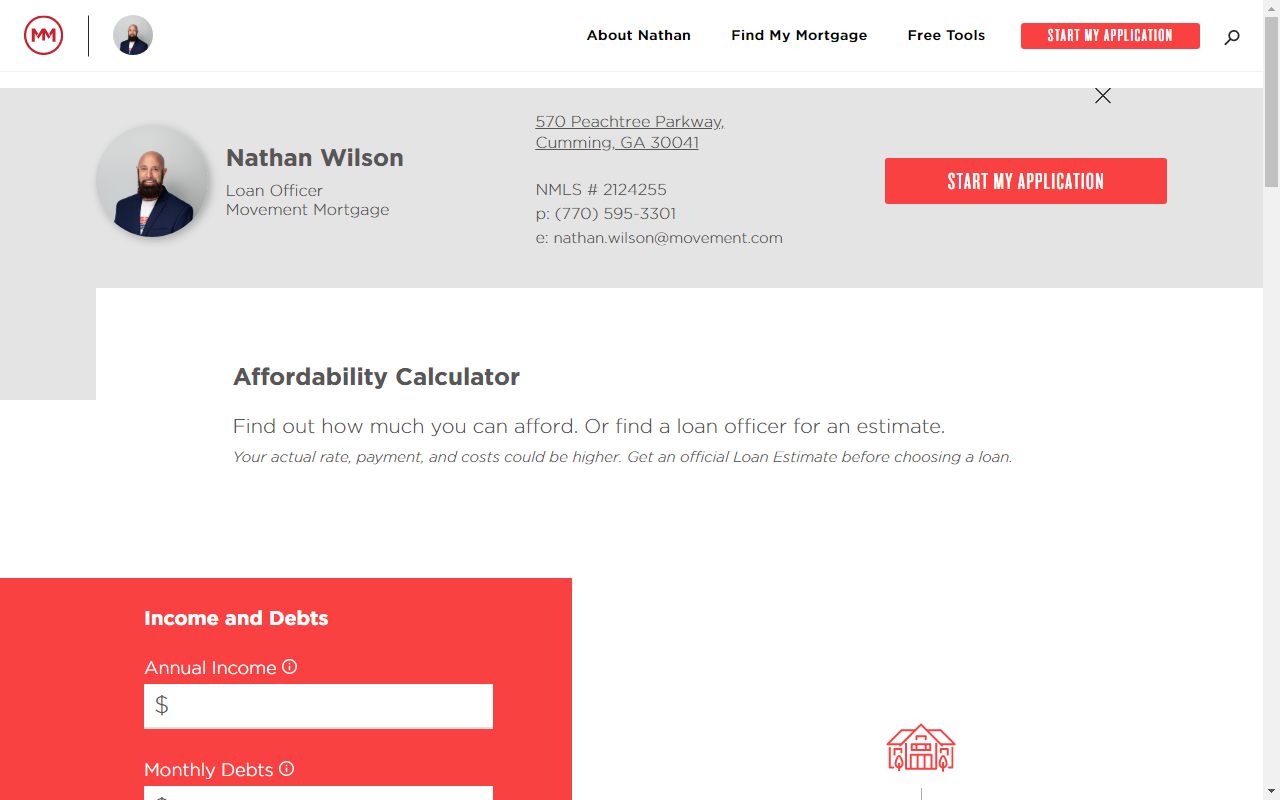 MM
About Nathan
Find My Mortgage
Free Tools
START MY APPLICATION
Nathan Wilson
Loan Officer
Movement Mortgage
570 Peachtree Parkway,
Cumming, GA 30041
NMLS # 2124255
p: (770) 595-3301
e: nathan.wilson@movement.com
START MY APPLICATION
Affordability Calculator
Find out how much you can afford. Or find a loan officer for an estimate.
Your actual rate, payment, and costs could be higher. Get an official Loan Estimate before choosing a loan.
Income and Debts
Annual Income
$
Monthly Debts